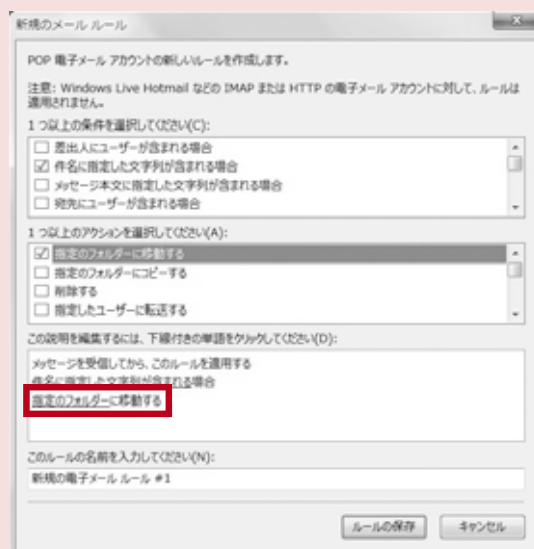 新規のメール ルール
POP 電子メール アカウントの新しいルールを作成します。
注意: Windows Live Hotmail などの IMAP または HTTP の電子メール アカウントに対して、ルールは
適用されません。
1 つ以上の条件を選択してください(C):
差出人にユーザーが含まれる場合
件名に指定した文字列が含まれる場合
メッセージ本文に指定した文字列が含まれる場合
宛先にユーザーが含まれる場合
1 つ以上のアクションを選択してください(A):
指定のフォルダーに移動する
指定のフォルダーにコピーする
削除する
指定したユーザーに転送する
この説明を編集するには、下線付きの単語をクリックしてください(D):
メッセージを受信してから、このルールを適用する
件名に指定した文字列が含まれる場合
指定のフォルダーに移動する
このルールの名前を入力してください(N):
新規の電子メール ルール #1
ルールの保存 キャンセル